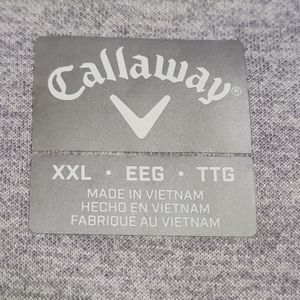 Callaway®
XXL · EEG · TTG
MADE IN VIETNAM
HECHO EN VIETNAM
FABRIQUÉ AU VIETNAM